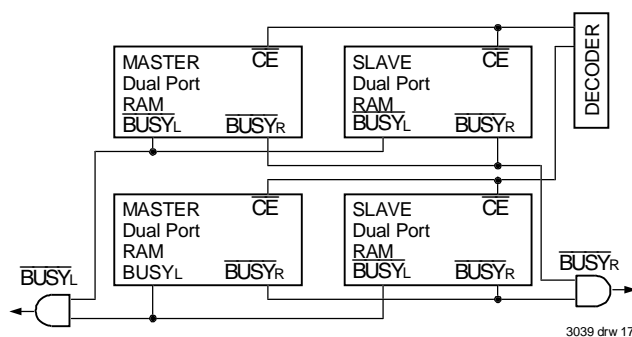 MASTER
Dual Port
RAM
CE
BUSYL
BUSYR
SLAVE
Dual Port
RAM
CE
BUSYL
BUSYR
DECODER
MASTER
Dual Port
RAM
CE
BUSYL
BUSYR
SLAVE
Dual Port
RAM
CE
BUSYL
BUSYR
BUSYL
BUSYR
3039 drw 17